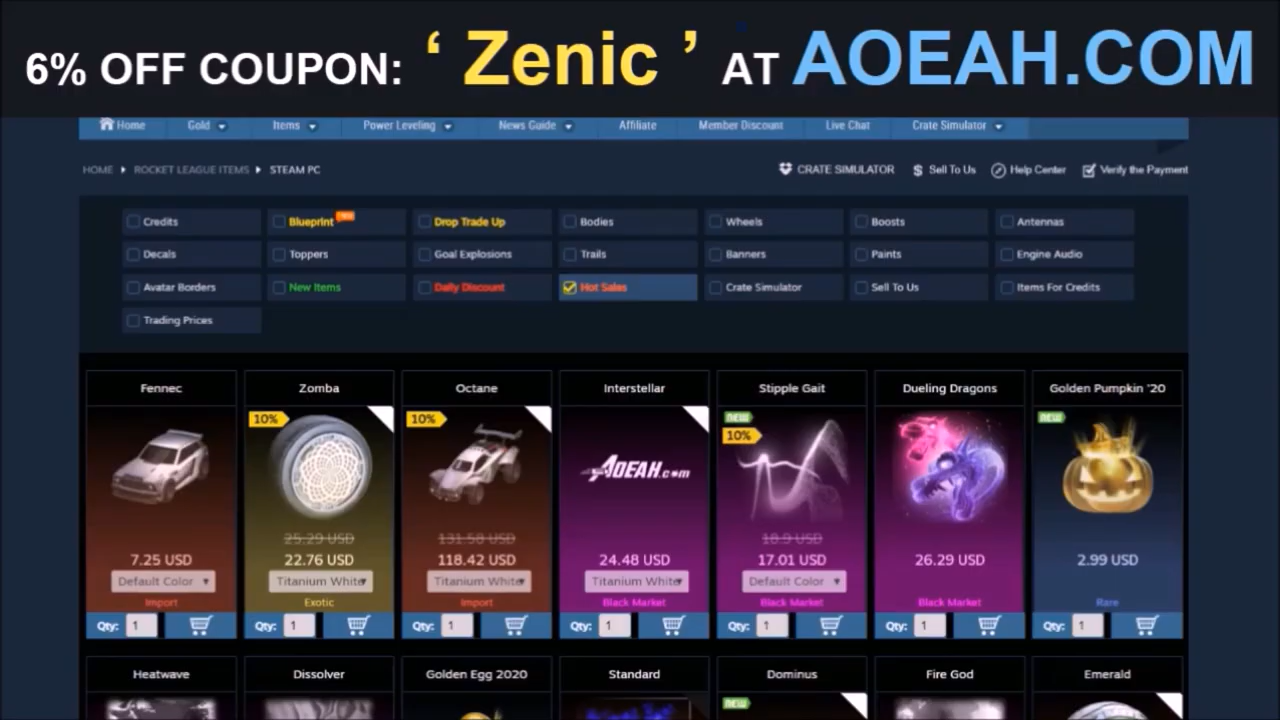 6% OFF COUPON: ‘ Zenic ’ AT AOEAH.COM
Home Gold Items Power Leveling News Guide Affiliate Member Discount Live Chat Crate Simulator
HOME RocKET LEAGUE ITEMS STEAM PC CRATE SIMULATOR $ Sell To Us Help Center Verify the Payment
Credits Blueprint Drop Trade Up Bodies Wheels Boosts Antennas
Decals Toppers Goal Explosions Trails Banners Paints Engine Audio
Avatar Borders New Items Daily Discount Hot Sales Crate Simulator Sell To Us Items For Credits
Trading Prices
Fennec Zomba Octane Interstellar Stipple Gait Dueling Dragons Golden Pumpkin '20
NEW NEW
10% 10% 10%
AOEAH.com
25.29 USD 131.58 USD 18.9 USD
7.25 USD 22.76 USD 118.42 USD 24.48 USD 17.01 USD 26.29 USD 2.99 USD
Default Color Titanium White Titanium White Titanium White Default Color
Import Exotic Import Black Market Black Market Black Market Rare
Qty: 1 Qty: 1 Qty: 1 Qty: 1 Qty: 1 Qty: 1 Qty: 1
Heatwave Dissolver Golden Egg 2020 Standard Dominus Fire God Emerald
NEW